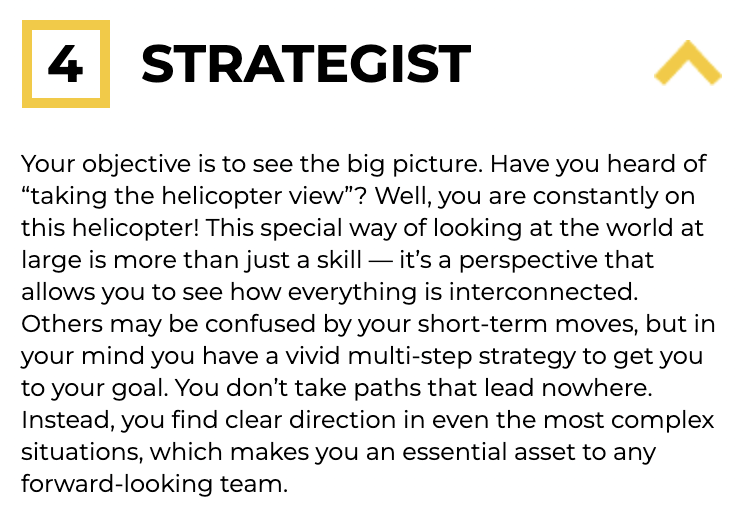 4 STRATEGIST
Your objective is to see the big picture. Have you heard of
“taking the helicopter view”? Well, you are constantly on
this helicopter! This special way of looking at the world at
large is more than just a skill — it’s a perspective that
allows you to see how everything is interconnected.
Others may be confused by your short-term moves, but in
your mind you have a vivid multi-step strategy to get you
to your goal. You don’t take paths that lead nowhere.
Instead, you find clear direction in even the most complex
situations, which makes you an essential asset to any
forward-looking team.